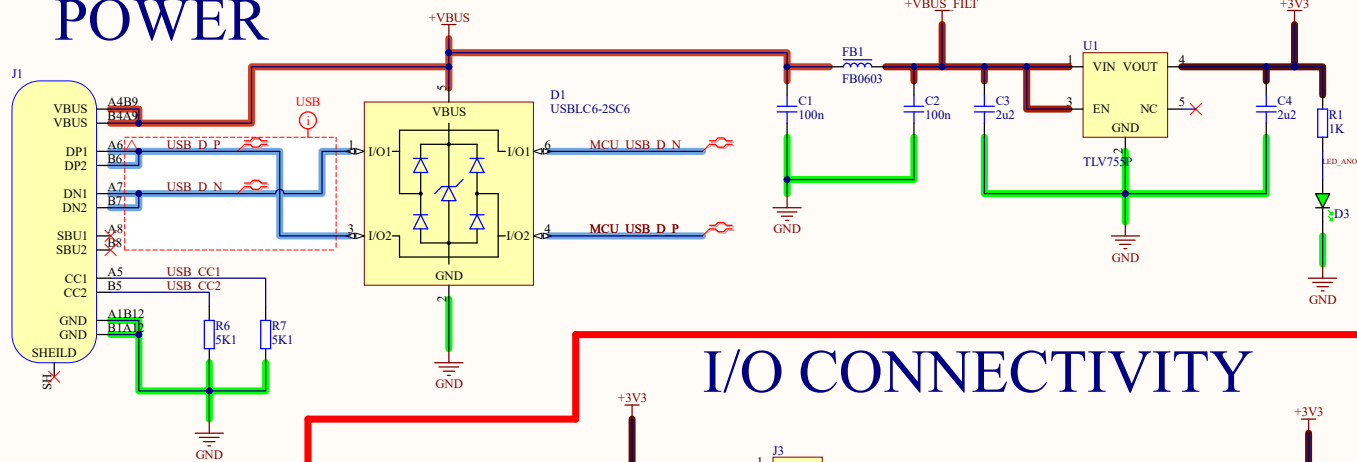 POWER
+VBUS
+VBUS_FILT
+3V3
J1
VBUS A4B9
VBUS B4A9
DP1 A6 USB_D_P
DP2 B6
DN1 A7 USB_D_N
DN2 B7
SBU1 A8
SBU2 B8
CC1 A5 USB_CC1
CC2 B5 USB_CC2
GND A1B12
GND B1A12
SHEILD
SH
USB
i
R6
5K1
R7
5K1
GND
D1
USBLC6-2SC6
5
VBUS
1 I/O1 I/O1 6 MCU_USB_D_N
3 I/O2 I/O2 4 MCU_USB_D_P
GND
2
GND
C1
100n
GND
FB1
FB0603
C2
100n
C3
2u2
U1
1 VIN VOUT 4
3 EN NC 5
GND
2
TLV755P
GND
C4
2u2
R1
1K
LED_ANO
D3
GND
I/O CONNECTIVITY
+3V3
J3
1
+3V3